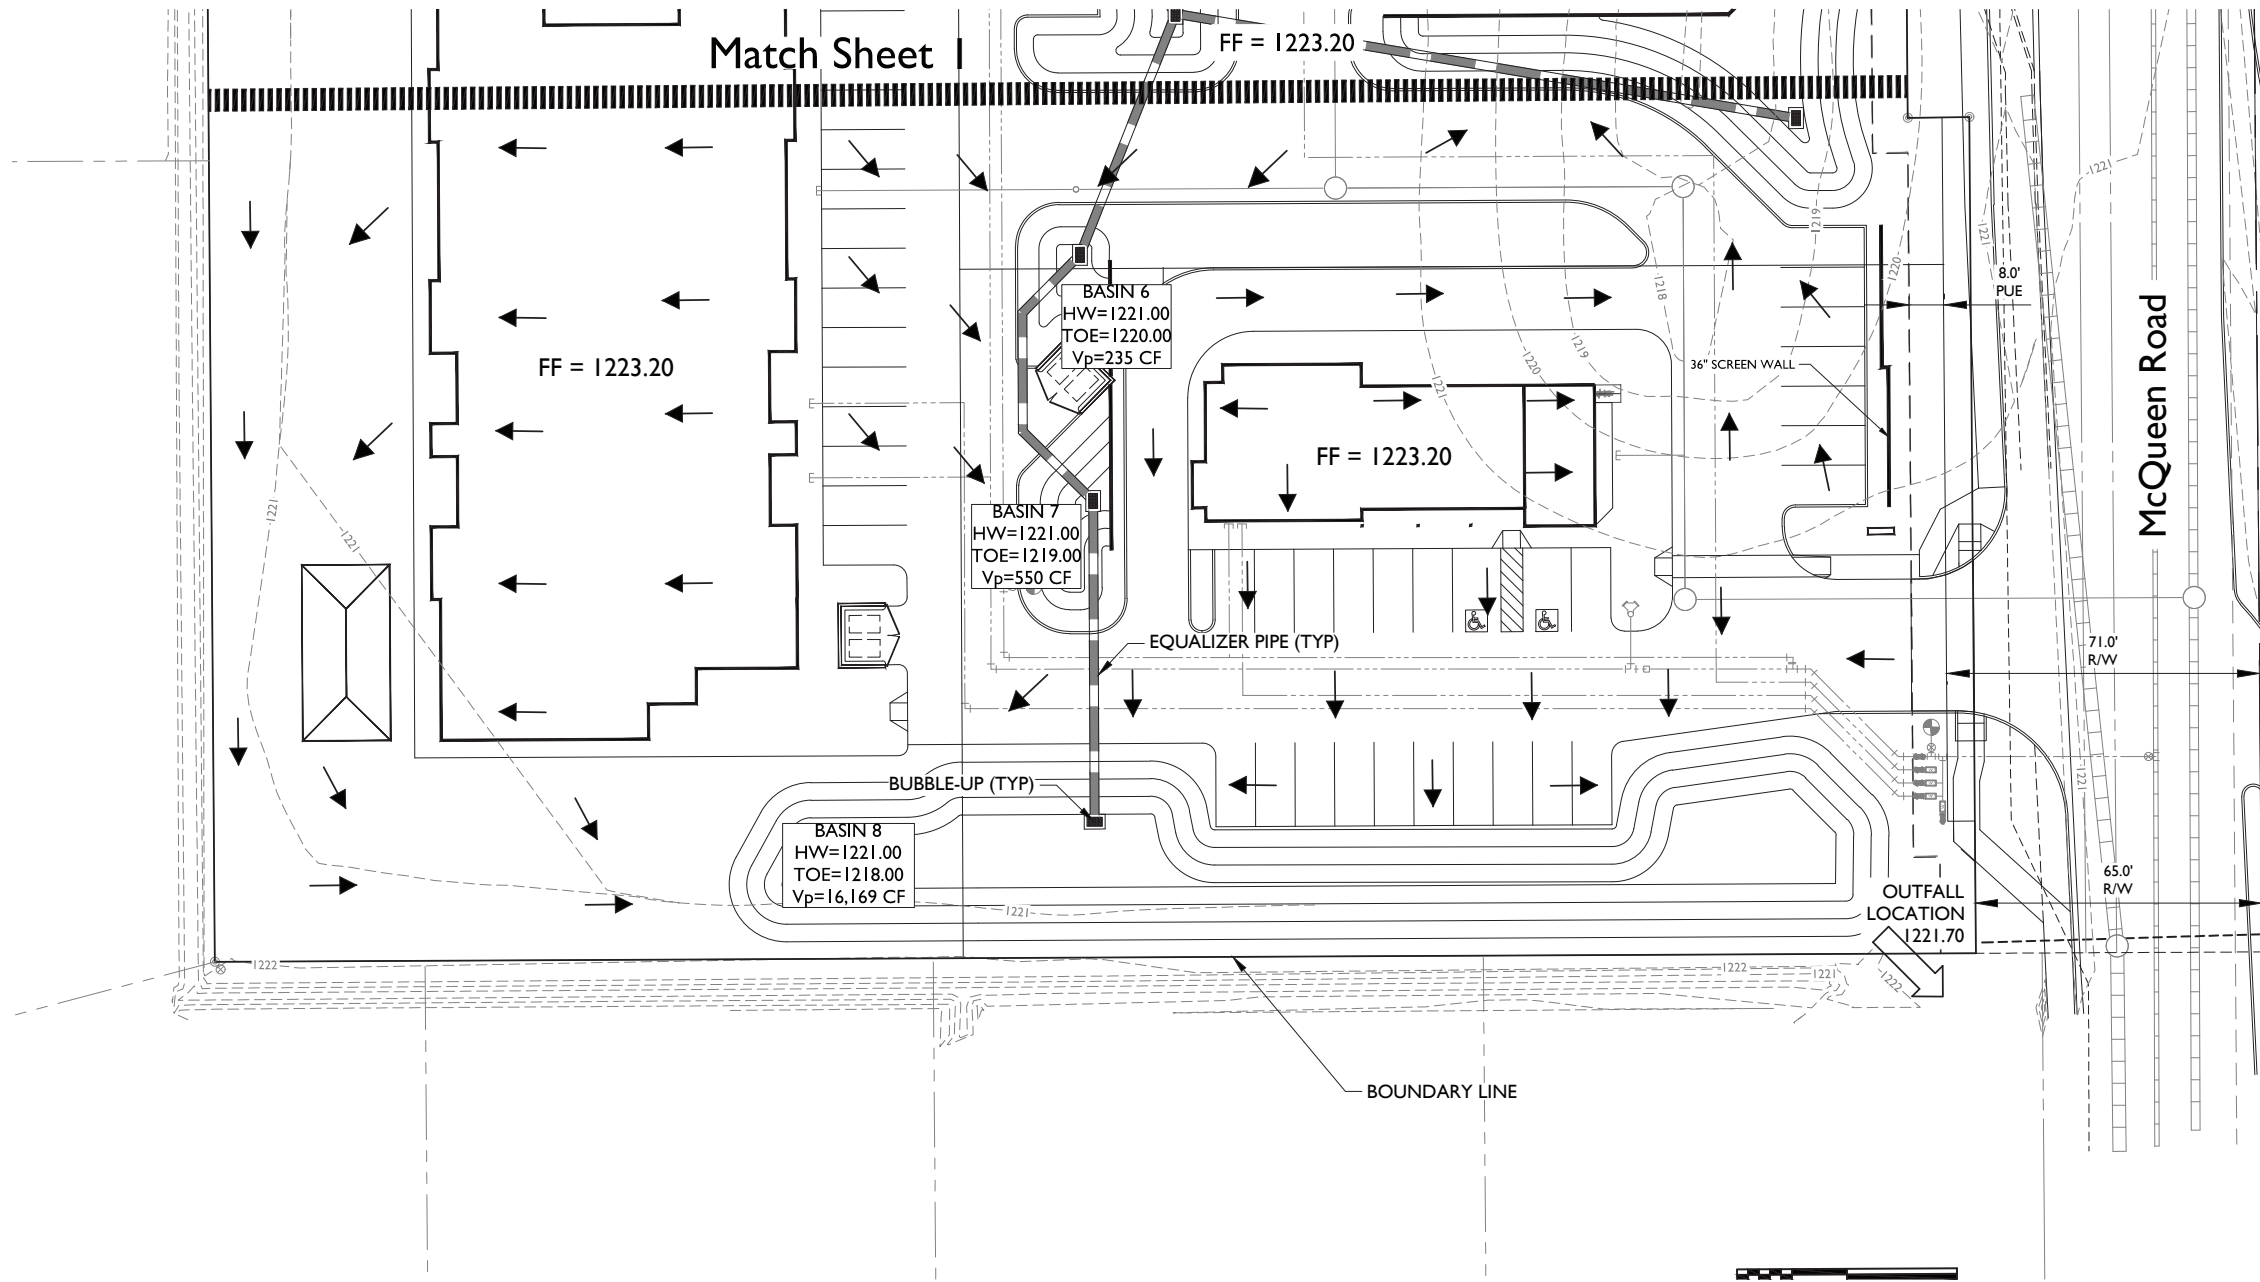 Match Sheet 1
FF = 1223.20
1221
1219
1221
8.0'
PUE
1220
1218
BASIN 6
HW=1221.00
TOE=1220.00
Vp=235 CF
McQueen Road
1219
1220
1221
36" SCREEN WALL
FF = 1223.20
FF = 1223.20
1221
1221
BASIN 7
HW=1221.00
TOE=1219.00
Vp=550 CF
EQUALIZER PIPE (TYP)
71.0'
R/W
BUBBLE-UP (TYP)
1221
BASIN 8
HW=1221.00
TOE=1218.00
Vp=16,169 CF
65.0'
R/W
OUTFALL
LOCATION
1221.70
1221
1222
1222
1221
1222
BOUNDARY LINE